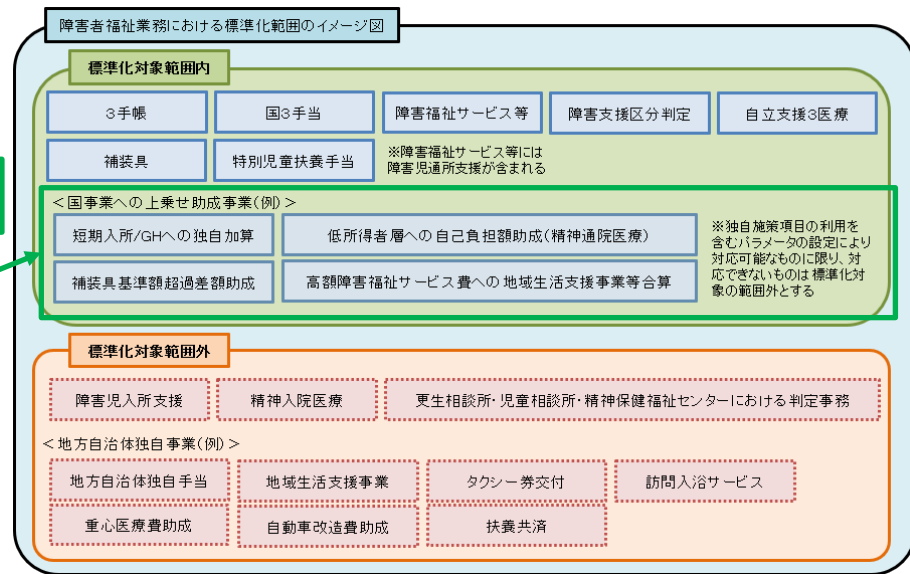 障害者福祉業務における標準化範囲のイメージ図
標準化対象範囲内
3手帳
国3手当
障害福祉サービス等
障害支援区分判定
自立支援3医療
補装具
特別児童扶養手当
※障害福祉サービス等には
障害児通所支援が含まれる
<国事業への上乗せ助成事業(例)>
短期入所/GHへの独自加算
低所得者層への自己負担額助成(精神通院医療)
補装具基準額超過差額助成
高額障害福祉サービス費への地域生活支援事業等合算
※独自施策項目の利用を
含むパラメータの設定により
対応可能なものに限り、対
応できないものは標準化対
象の範囲外とする
標準化対象範囲外
障害児入所支援
精神入院医療
更生相談所・児童相談所・精神保健福祉センターにおける判定事務
<地方自治体独自事業(例)>
地方自治体独自手当
地域生活支援事業
タクシー券交付
訪問入浴サービス
重心医療費助成
自動車改造費助成
扶養共済